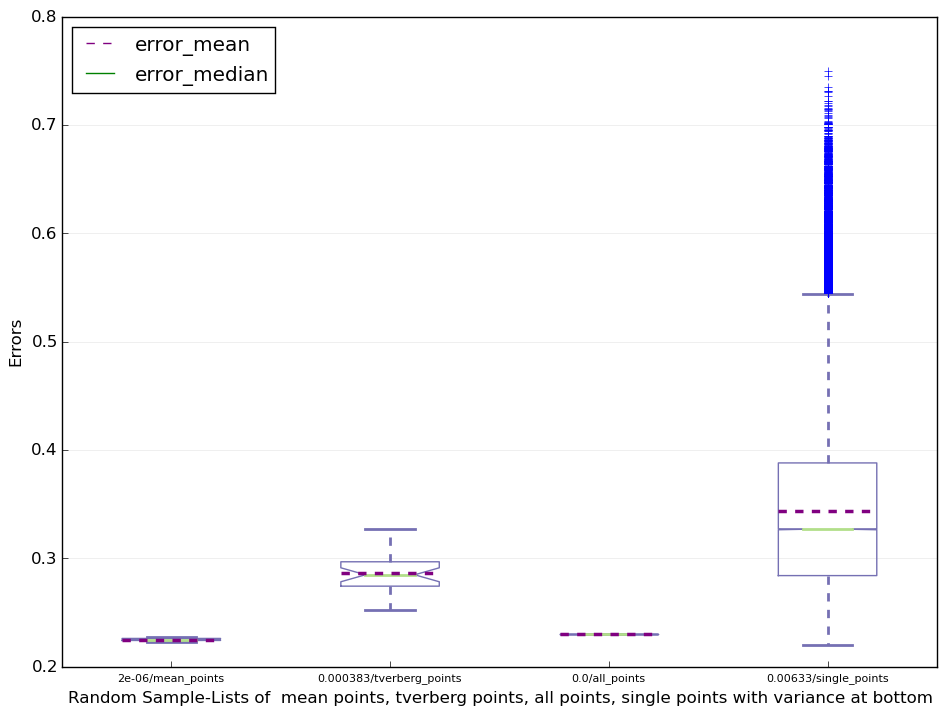 error_mean
error_median
0.8
0.7
0.6
0.5
0.4
0.3
0.2
Errors
2e-06/mean_points
0.000383/tverberg_points
0.0/all_points
0.00633/single_points
Random Sample-Lists of  mean points, tverberg points, all points, single points with variance at bottom